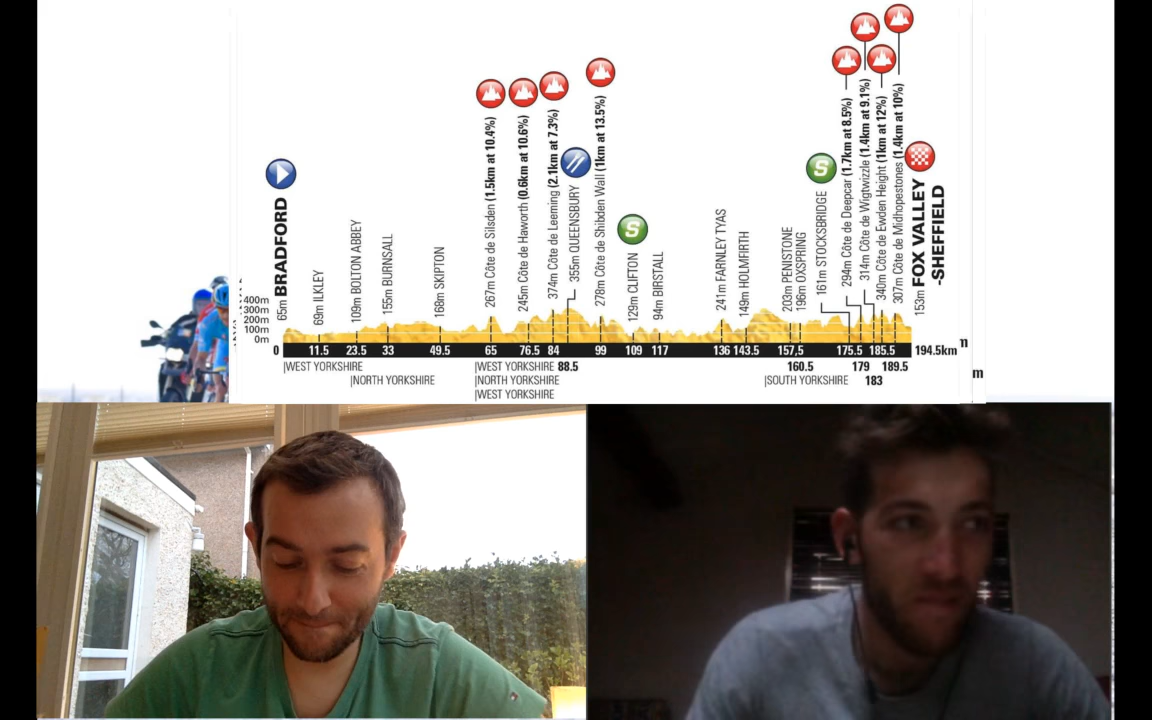 65m BRADFORD
69m ILKLEY
109m BOLTON ABBEY
155m BURNSALL
168m SKIPTON
267m Côte de Silsden (1.5km at 10.4%)
245m Côte de Haworth (0.6km at 10.6%)
374m Côte de Leeming (2.1km at 7.3%)
355m QUEENSBURY
278m Côte de Shibden Wall (1km at 13.5%)
S
129m CLIFTON
94m BIRSTALL
241m FARNLEY TYAS
149m HOLMFIRTH
203m PENISTONE
196m OXSPRING
S
161m STOCKSBRIDGE
294m Côte de Deepcar (1.7km at 8.5%)
314m Côte de Wigtwizzle (1.4km at 9.1%)
340m Côte de Ewden Height (1km at 12%)
307m Côte de Midhopestones (1.4km at 10%)
153m FOX VALLEY
-SHEFFIELD
400m
300m
200m
100m
0m
0 11.5 23.5 33 49.5 65 76.5 84 99 109 117 136 143.5 157,5 175.5 185.5 194.5km m
|WEST YORKSHIRE |WEST YORKSHIRE 88.5 160.5 179 189.5 m
|NORTH YORKSHIRE |NORTH YORKSHIRE |SOUTH YORKSHIRE 183
|WEST YORKSHIRE